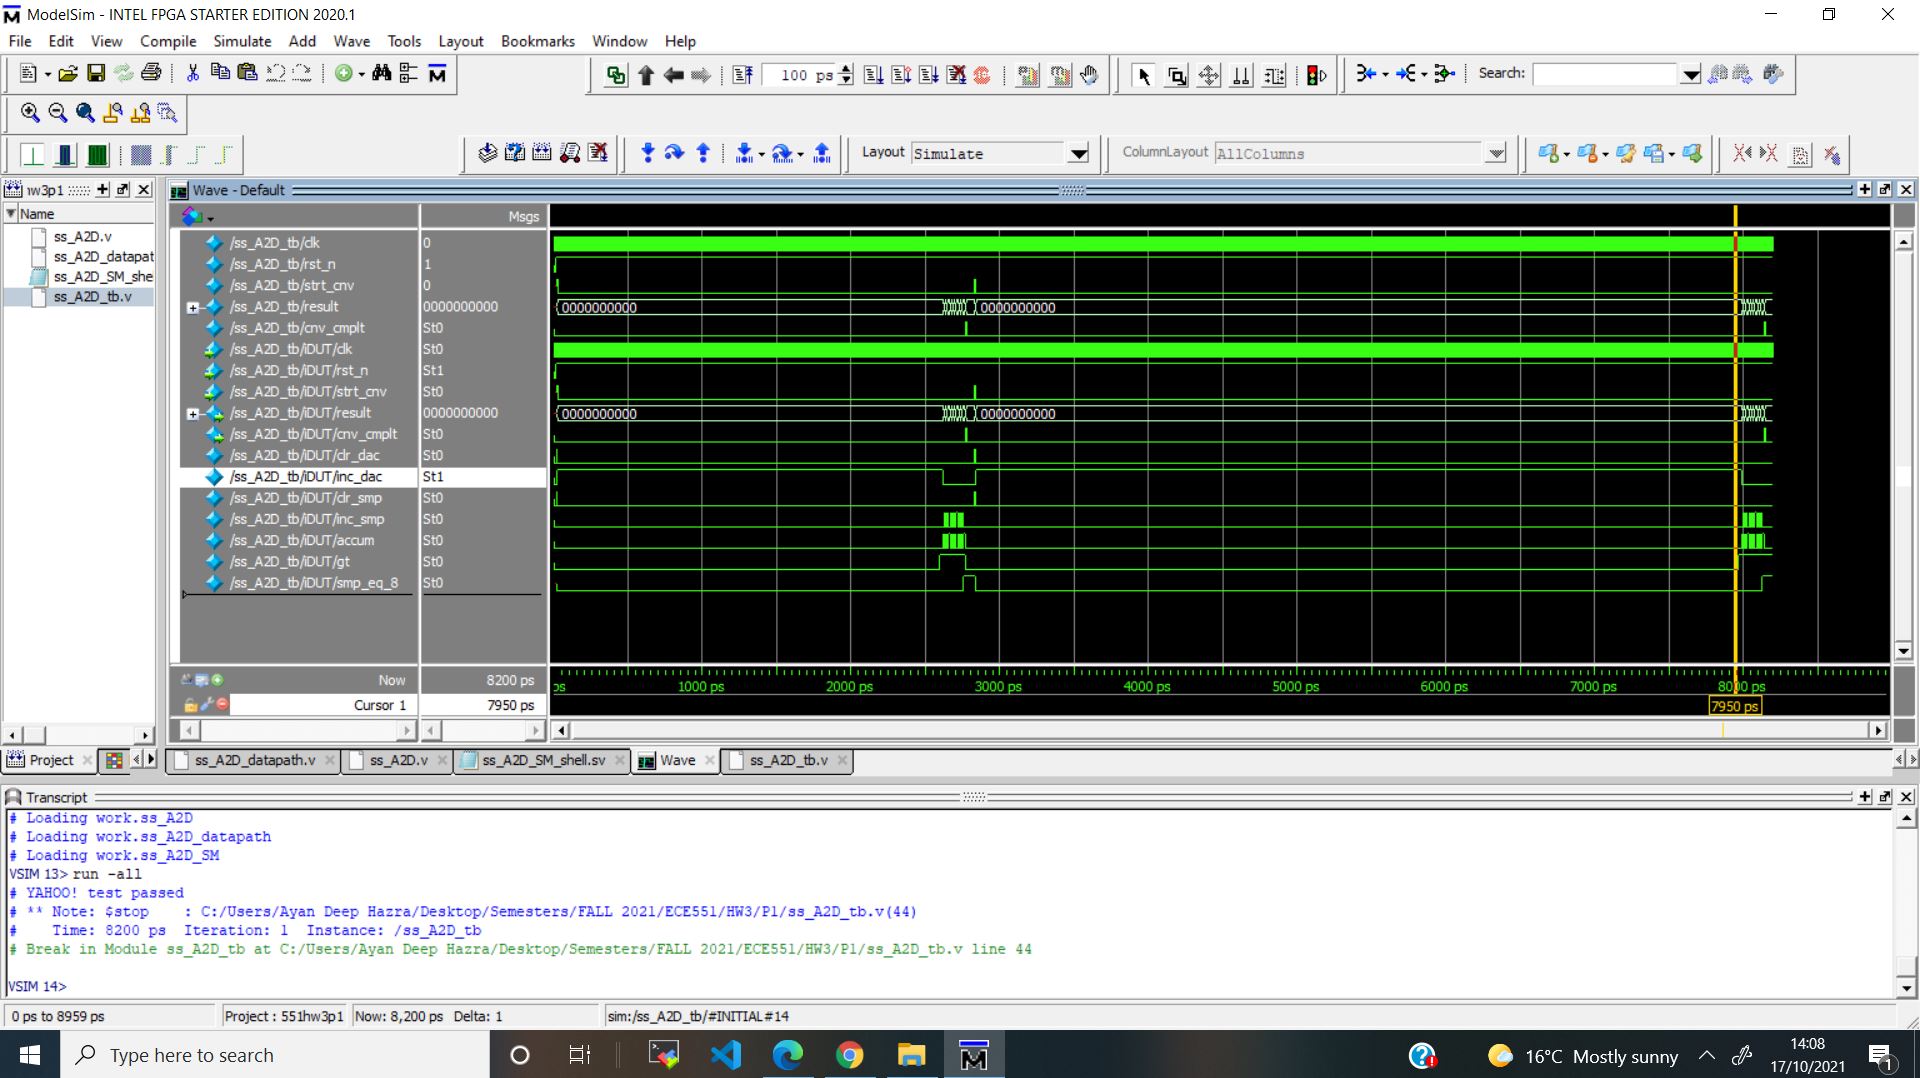 ModelSim - INTEL FPGA STARTER EDITION 2020.1
File Edit View Compile Simulate Add Wave Tools Layout Bookmarks Window Help
100 ps
Search:
Layout Simulate
ColumnLayout AllColumns
hw3p1
Wave - Default
Name
Msgs
ss_A2D.v
ss_A2D_datapat
ss_A2D_SM_she
ss_A2D_tb.v
/ss_A2D_tb/clk 0
/ss_A2D_tb/rst_n 1
/ss_A2D_tb/strt_cnv 0
/ss_A2D_tb/result 0000000000 0000000000 0000000000
/ss_A2D_tb/cnv_cmplt St0
/ss_A2D_tb/iDUT/clk St0
/ss_A2D_tb/iDUT/rst_n St1
/ss_A2D_tb/iDUT/strt_cnv St0
/ss_A2D_tb/iDUT/result 0000000000 0000000000 0000000000
/ss_A2D_tb/iDUT/cnv_cmplt St0
/ss_A2D_tb/iDUT/clr_dac St0
/ss_A2D_tb/iDUT/inc_dac St1
/ss_A2D_tb/iDUT/clr_smp St0
/ss_A2D_tb/iDUT/inc_smp St0
/ss_A2D_tb/iDUT/accum St0
/ss_A2D_tb/iDUT/gt St0
/ss_A2D_tb/iDUT/smp_eq_8 St0
Now 8200 ps
ps 1000 ps 2000 ps 3000 ps 4000 ps 5000 ps 6000 ps 7000 ps 8000 ps
Cursor 1 7950 ps 7950 ps
Project ss_A2D_datapath.v ss_A2D.v ss_A2D_SM_shell.sv Wave ss_A2D_tb.v
Transcript
# Loading work.ss_A2D
# Loading work.ss_A2D_datapath
# Loading work.ss_A2D_SM
VSIM 13> run -all
# YAHOO! test passed
# ** Note: $stop : C:/Users/Ayan Deep Hazra/Desktop/Semesters/FALL 2021/ECE551/HW3/P1/ss_A2D_tb.v(44)
# Time: 8200 ps Iteration: 1 Instance: /ss_A2D_tb
# Break in Module ss_A2D_tb at C:/Users/Ayan Deep Hazra/Desktop/Semesters/FALL 2021/ECE551/HW3/P1/ss_A2D_tb.v line 44
VSIM 14>
0 ps to 8959 ps Project : 551hw3p1 Now: 8,200 ps Delta: 1 sim:/ss_A2D_tb/#INITIAL#14
Type here to search
16°C Mostly sunny
14:08
17/10/2021
1